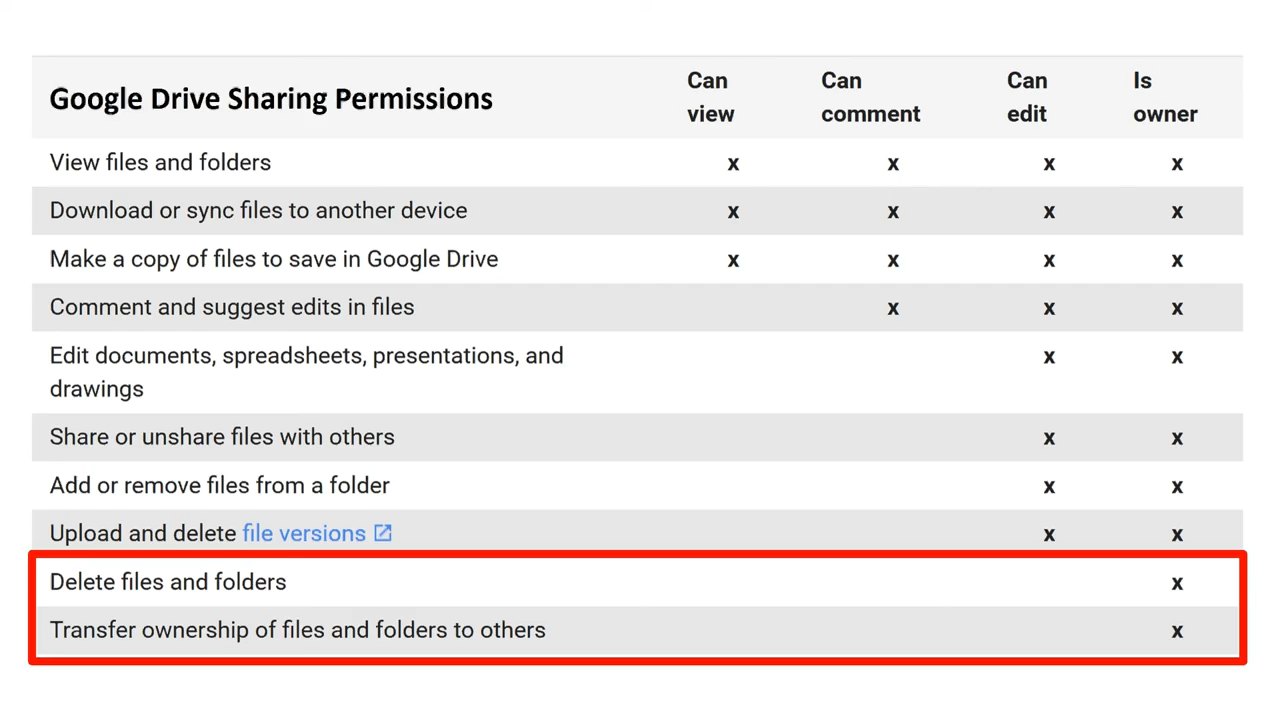 Google Drive Sharing Permissions Can view Can comment Can edit Is owner
View files and folders x x x x
Download or sync files to another device x x x x
Make a copy of files to save in Google Drive x x x x
Comment and suggest edits in files x x x
Edit documents, spreadsheets, presentations, and x x
drawings
Share or unshare files with others x x
Add or remove files from a folder x x
Upload and delete file versions x x
Delete files and folders x
Transfer ownership of files and folders to others x